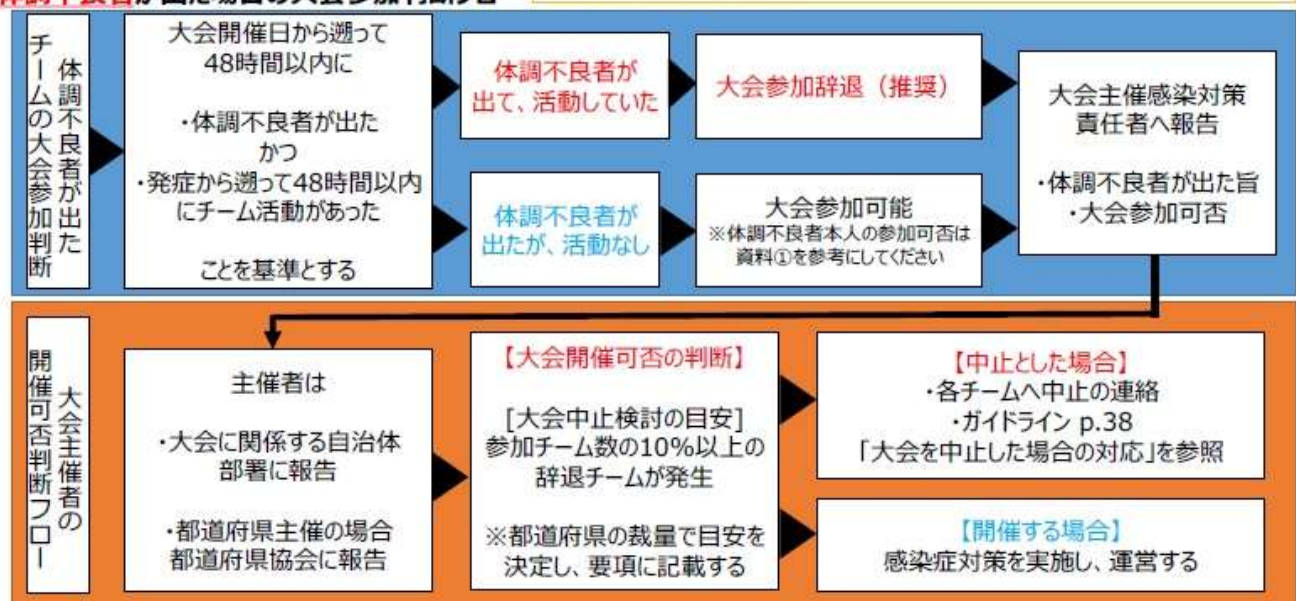 体調不良者が出た場合の大会参加判断
体調不良者が出た
チームの大会参加判断
大会開催日から遡って
48時間以内に
・体調不良者が出た
かつ
・発症から遡って48時間以内
にチーム活動があった
ことを基準とする
体調不良者が
出て、活動していた
大会参加辞退（推奨）
体調不良者が
出たが、活動なし
大会参加可能
※体調不良者本人の参加可否は
資料①を参考にしてください
大会主催感染対策
責任者へ報告
・体調不良者が出た旨
・大会参加可否
大会主催者の
開催可否判断フロー
主催者は
・大会に関係する自治体
部署に報告
・都道府県主催の場合
都道府県協会に報告
【大会開催可否の判断】
[大会中止検討の目安]
参加チーム数の10%以上の
辞退チームが発生
※都道府県の裁量で目安を
決定し、要項に記載する
【中止とした場合】
・各チームへ中止の連絡
・ガイドライン p.38
「大会を中止した場合の対応」を参照
【開催する場合】
感染症対策を実施し、運営する